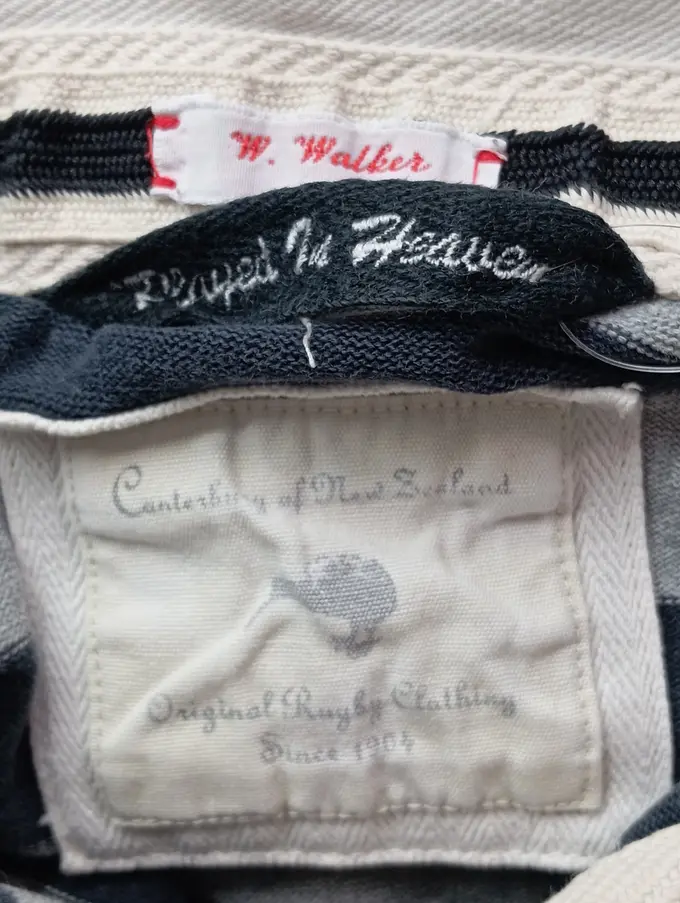 W. Walker
Played In Heaven
Canterbury of New Zealand
Original Rugby Clothing
Since 1904